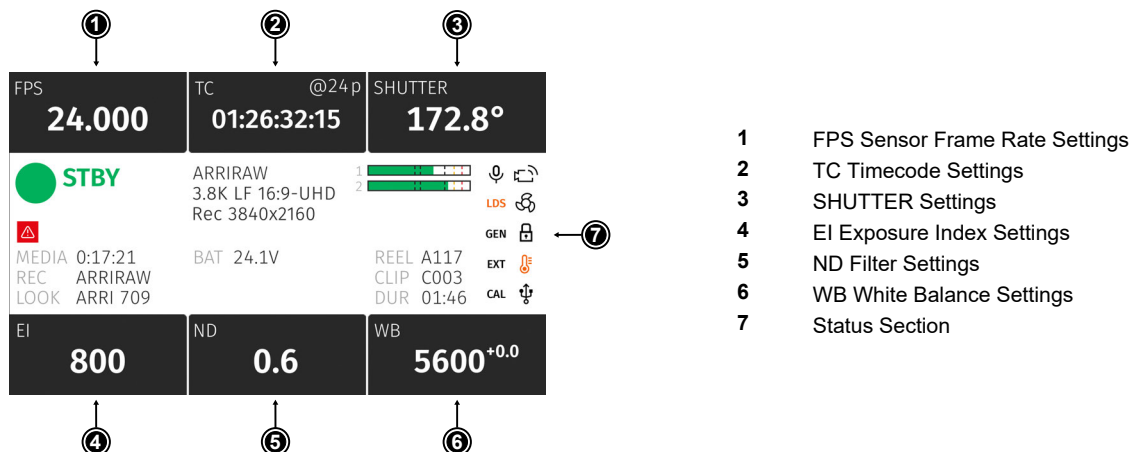 1 2 3
FPS TC @24p SHUTTER
24.000 01:26:32:15 172.8°
STBY
ARRIRAW 1
3.8K LF 16:9-UHD 2
Rec 3840x2160 LDS
GEN 7
MEDIA 0:17:21 BAT 24.1V REEL A117 EXT
REC ARRIRAW CLIP C003
LOOK ARRI 709 DUR 01:46 CAL
EI ND WB
800 0.6 5600+0.0
4 5 6
1 FPS Sensor Frame Rate Settings
2 TC Timecode Settings
3 SHUTTER Settings
4 EI Exposure Index Settings
5 ND Filter Settings
6 WB White Balance Settings
7 Status Section